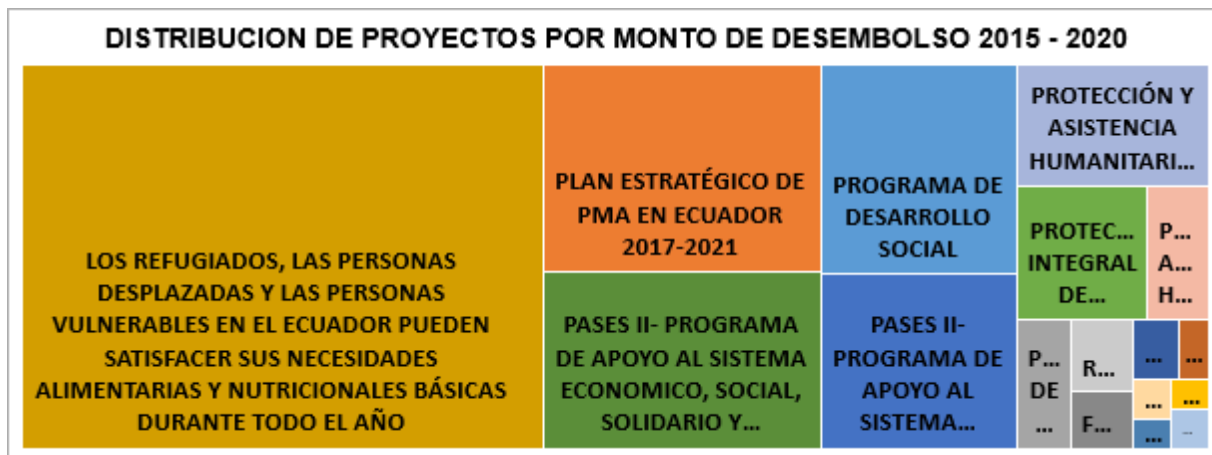 DISTRIBUCION DE PROYECTOS POR MONTO DE DESEMBOLSO 2015 - 2020
LOS REFUGIADOS, LAS PERSONAS
DESPLAZADAS Y LAS PERSONAS
VULNERABLES EN EL ECUADOR PUEDEN
SATISFACER SUS NECESIDADES
ALIMENTARIAS Y NUTRICIONALES BÁSICAS
DURANTE TODO EL AÑO
PLAN ESTRATÉGICO DE
PMA EN ECUADOR
2017-2021
PASES II- PROGRAMA
DE APOYO AL SISTEMA
ECONOMICO, SOCIAL,
SOLIDARIO Y...
PROGRAMA DE
DESARROLLO
SOCIAL
PASES II-
PROGRAMA DE
APOYO AL
SISTEMA...
PROTECCIÓN Y
ASISTENCIA
HUMANITARI...
PROTEC...
INTEGRAL
DE...
P...
A...
H...
P...
DE
...
R...
F...
...
...
...
...
...
...